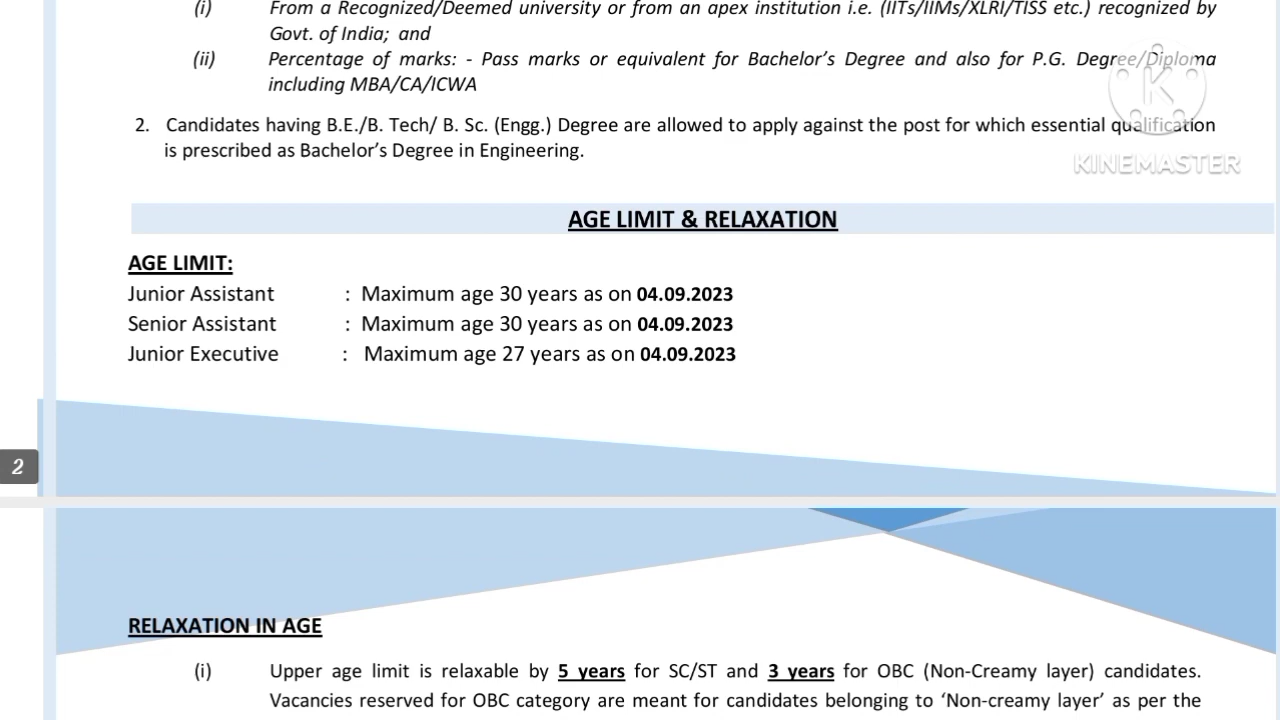 (i) From a Recognized/Deemed university or from an apex institution i.e. (IITs/IIMs/XLRI/TISS etc.) recognized by
Govt. of India; and
(ii) Percentage of marks: - Pass marks or equivalent for Bachelor’s Degree and also for P.G. Degree/Diploma
including MBA/CA/ICWA
2. Candidates having B.E./B. Tech/ B. Sc. (Engg.) Degree are allowed to apply against the post for which essential qualification
is prescribed as Bachelor’s Degree in Engineering.
K
KINEMASTER
AGE LIMIT & RELAXATION
AGE LIMIT:
Junior Assistant : Maximum age 30 years as on 04.09.2023
Senior Assistant : Maximum age 30 years as on 04.09.2023
Junior Executive : Maximum age 27 years as on 04.09.2023
2
RELAXATION IN AGE
(i) Upper age limit is relaxable by 5 years for SC/ST and 3 years for OBC (Non-Creamy layer) candidates.
Vacancies reserved for OBC category are meant for candidates belonging to ‘Non-creamy layer’ as per the